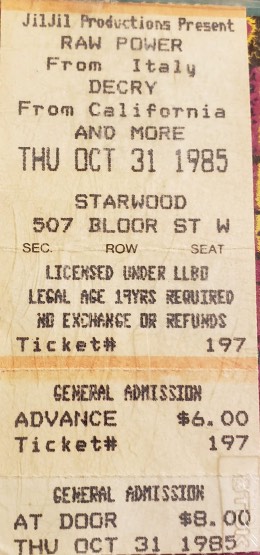 JilJil Productions Present
RAW POWER
From Italy
DECRY
From California
AND MORE
THU OCT 31 1985
STARWOOD
507 BLOOR ST W
SEC. ROW SEAT
LICENSED UNDER LLBO
LEGAL AGE 19YRS REQUIRED
NO EXCHANGE OR REFUNDS
Ticket# 197
GENERAL ADMISSION
ADVANCE $6.00
Ticket# 197
GENERAL ADMISSION
AT DOOR $8.00
THU OCT 31 1985